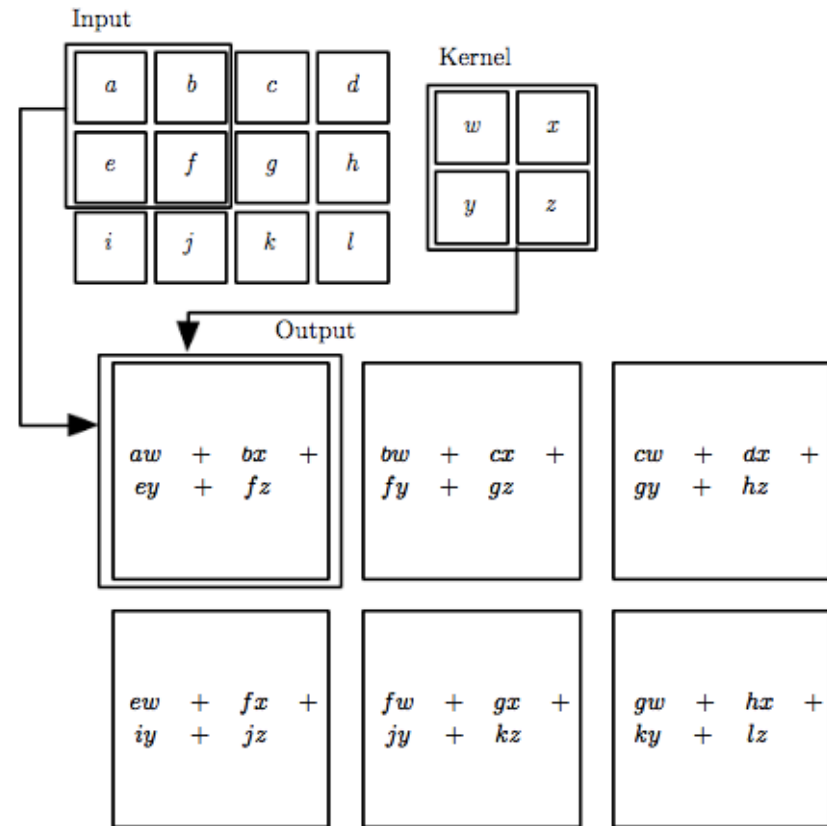 Input
Kernel
a b c d
e f g h
i j k l
w x
y z
Output
aw + bx +
ey + fz
bw + cx +
fy + gz
cw + dx +
gy + hz
ew + fx +
iy + jz
fw + gx +
jy + kz
gw + hx +
ky + lz